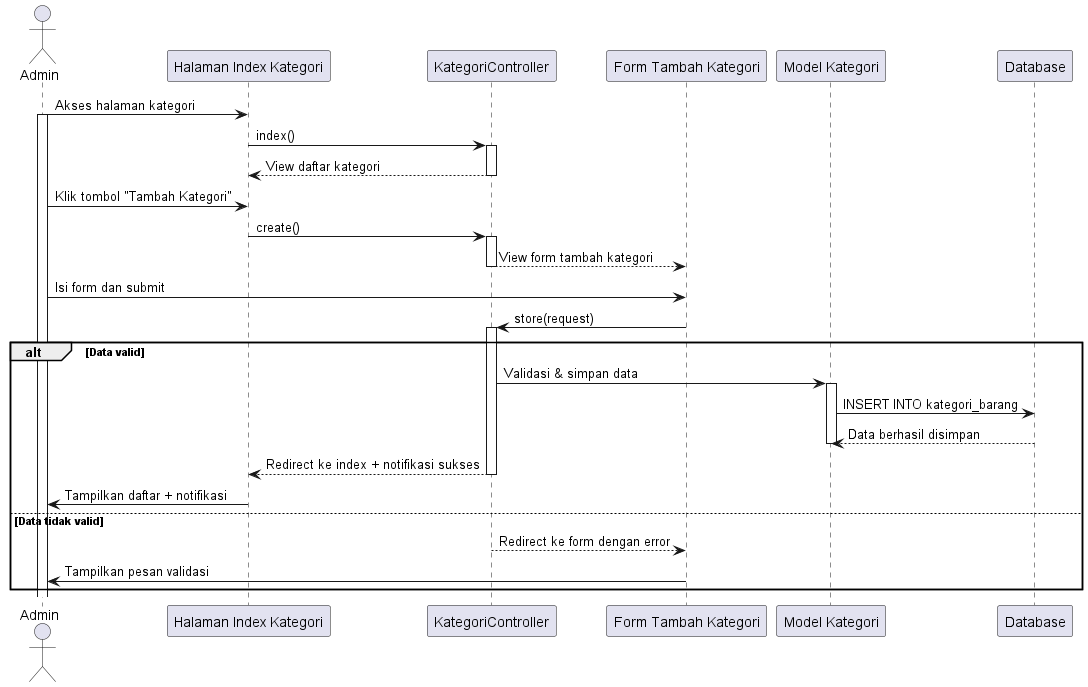 Admin
Halaman Index Kategori
KategoriController
Form Tambah Kategori
Model Kategori
Database
Akses halaman kategori
index()
View daftar kategori
Klik tombol "Tambah Kategori"
create()
View form tambah kategori
Isi form dan submit
store(request)
alt
[Data valid]
Validasi & simpan data
INSERT INTO kategori_barang
Data berhasil disimpan
Redirect ke index + notifikasi sukses
Tampilkan daftar + notifikasi
[Data tidak valid]
Redirect ke form dengan error
Tampilkan pesan validasi
Admin
Halaman Index Kategori
KategoriController
Form Tambah Kategori
Model Kategori
Database